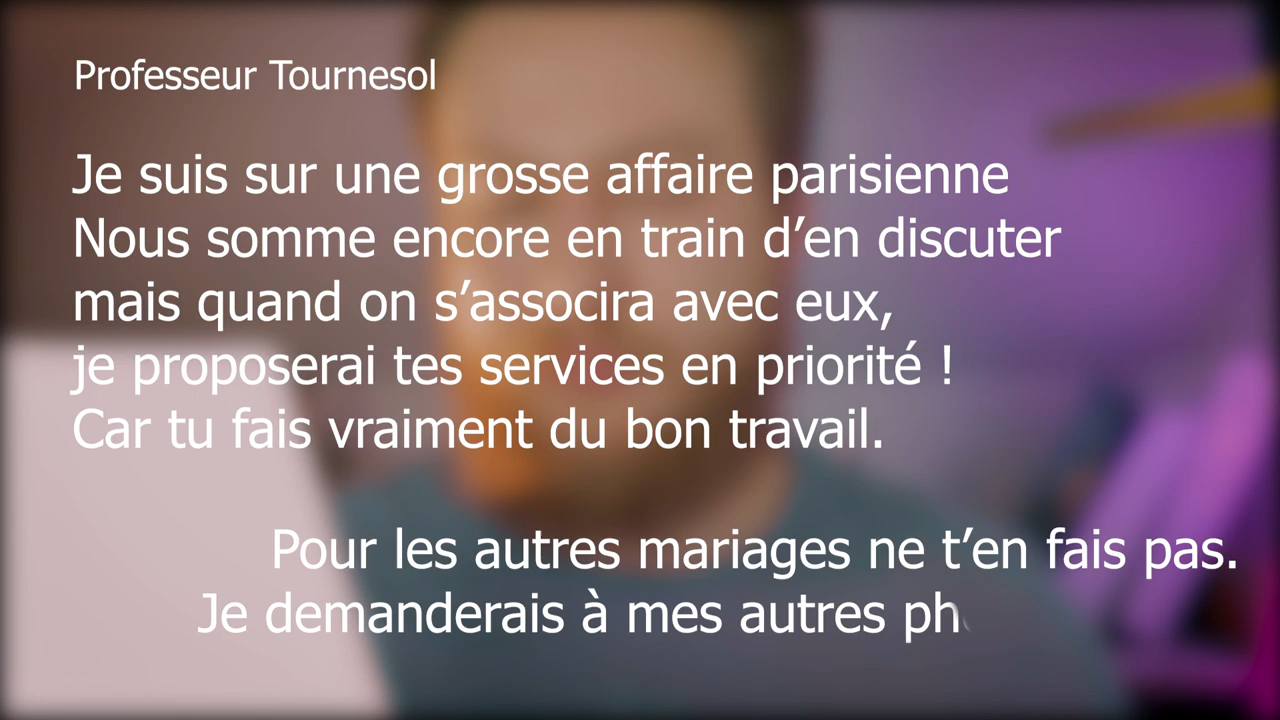 Professeur Tournesol
Je suis sur une grosse affaire parisienne
Nous somme encore en train d’en discuter
mais quand on s’associra avec eux,
je proposerai tes services en priorité !
Car tu fais vraiment du bon travail.
Pour les autres mariages ne t’en fais pas.
Je demanderais à mes autres ph